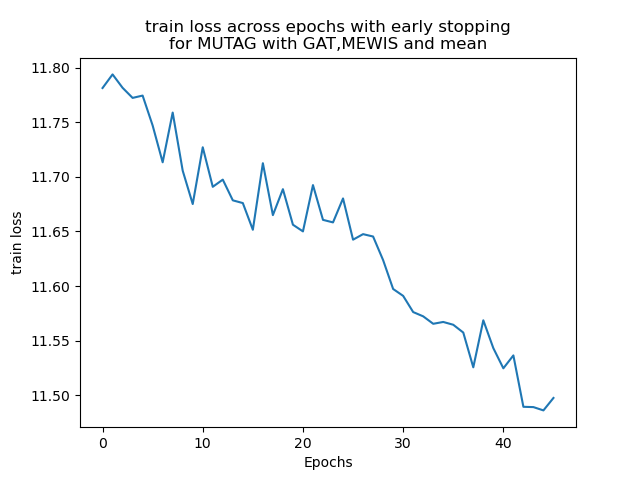 train loss across epochs with early stopping
for MUTAG with GAT,MEWIS and mean
11.80
11.75
11.70
11.65
11.60
11.55
11.50
train loss
0 10 20 30 40
Epochs